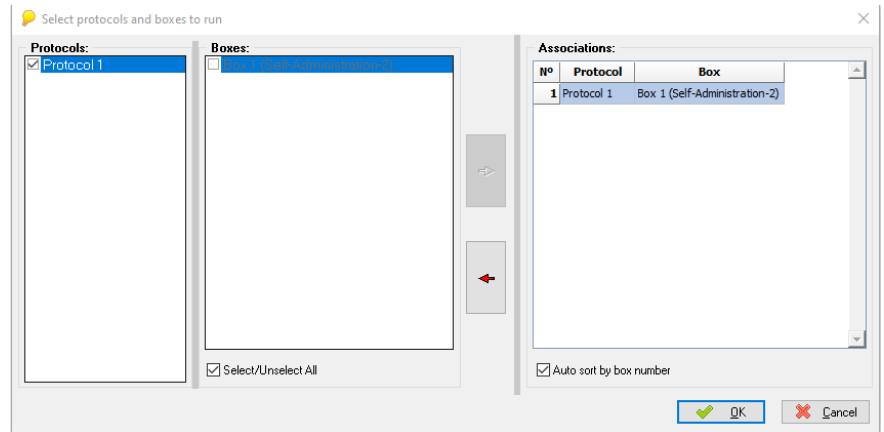 Select protocols and boxes to run
Protocols:
Protocol 1
Boxes:
Box 1 (Self-Administration-2)
Select/Unselect All
Associations:
Nº Protocol Box
1 Protocol 1 Box 1 (Self-Administration-2)
Auto sort by box number
OK
Cancel